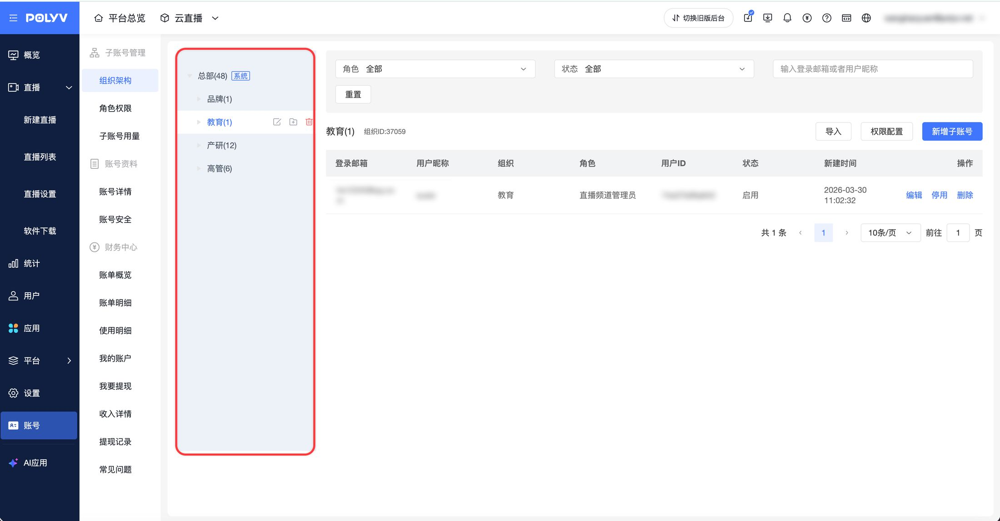 POLYV
平台总览
云直播
切换旧版后台
概览
直播
新建直播
直播列表
直播设置
软件下载
统计
用户
应用
平台
设置
账号
AI应用
子账号管理
组织架构
角色权限
子账号用量
账号资料
账号详情
账号安全
财务中心
账单概览
账单明细
使用明细
我的账户
我要提现
收入详情
提现记录
常见问题
总部(48) 系统
品牌(1)
教育(1)
产研(12)
高管(6)
角色 全部
状态 全部
输入登录邮箱或者用户昵称
重置
教育(1) 组织ID:37059
导入
权限配置
新增子账号
登录邮箱 用户昵称 组织 角色 用户ID 状态 新建时间 操作
教育 直播频道管理员 启用 2026-03-30
11:02:32
编辑 停用 删除
共 1 条 1 10条/页 前往 1 页